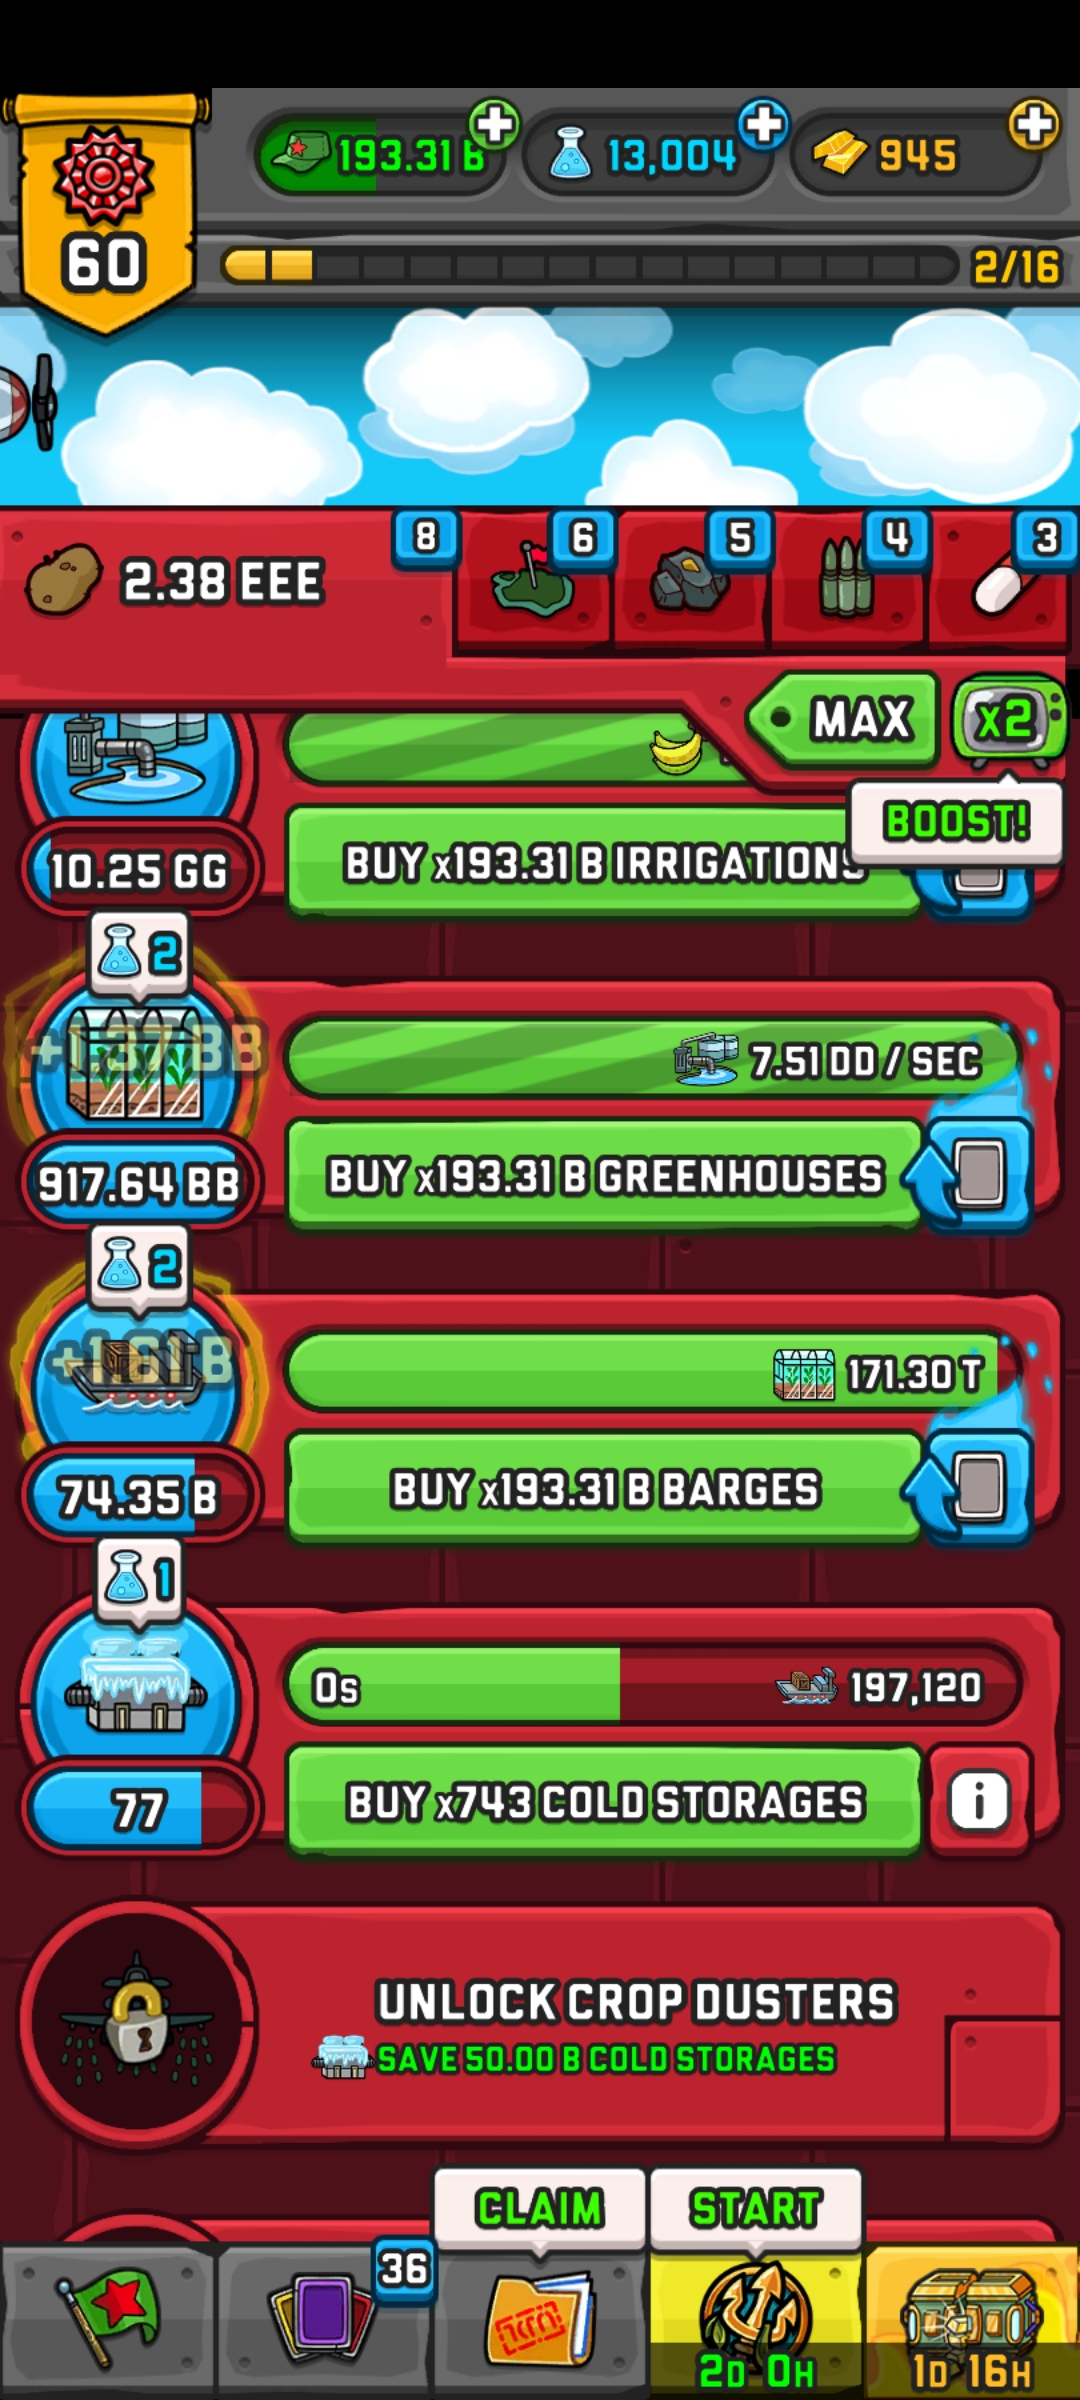 193.31 B
13,004
945
60
2/16
8
6
5
4
3
2.38 EEE
MAX
x2
BOOST!
10.25 GG
BUY x193.31 B IRRIGATIONS
2
+1.37 BB
7.51 DD / SEC
917.64 BB
BUY x193.31 B GREENHOUSES
2
+1.61 B
171.30 T
74.35 B
BUY x193.31 B BARGES
1
0s
197,120
77
BUY x743 COLD STORAGES
i
UNLOCK CROP DUSTERS
SAVE 50.00 B COLD STORAGES
CLAIM
START
36
2D 0H
1D 16H